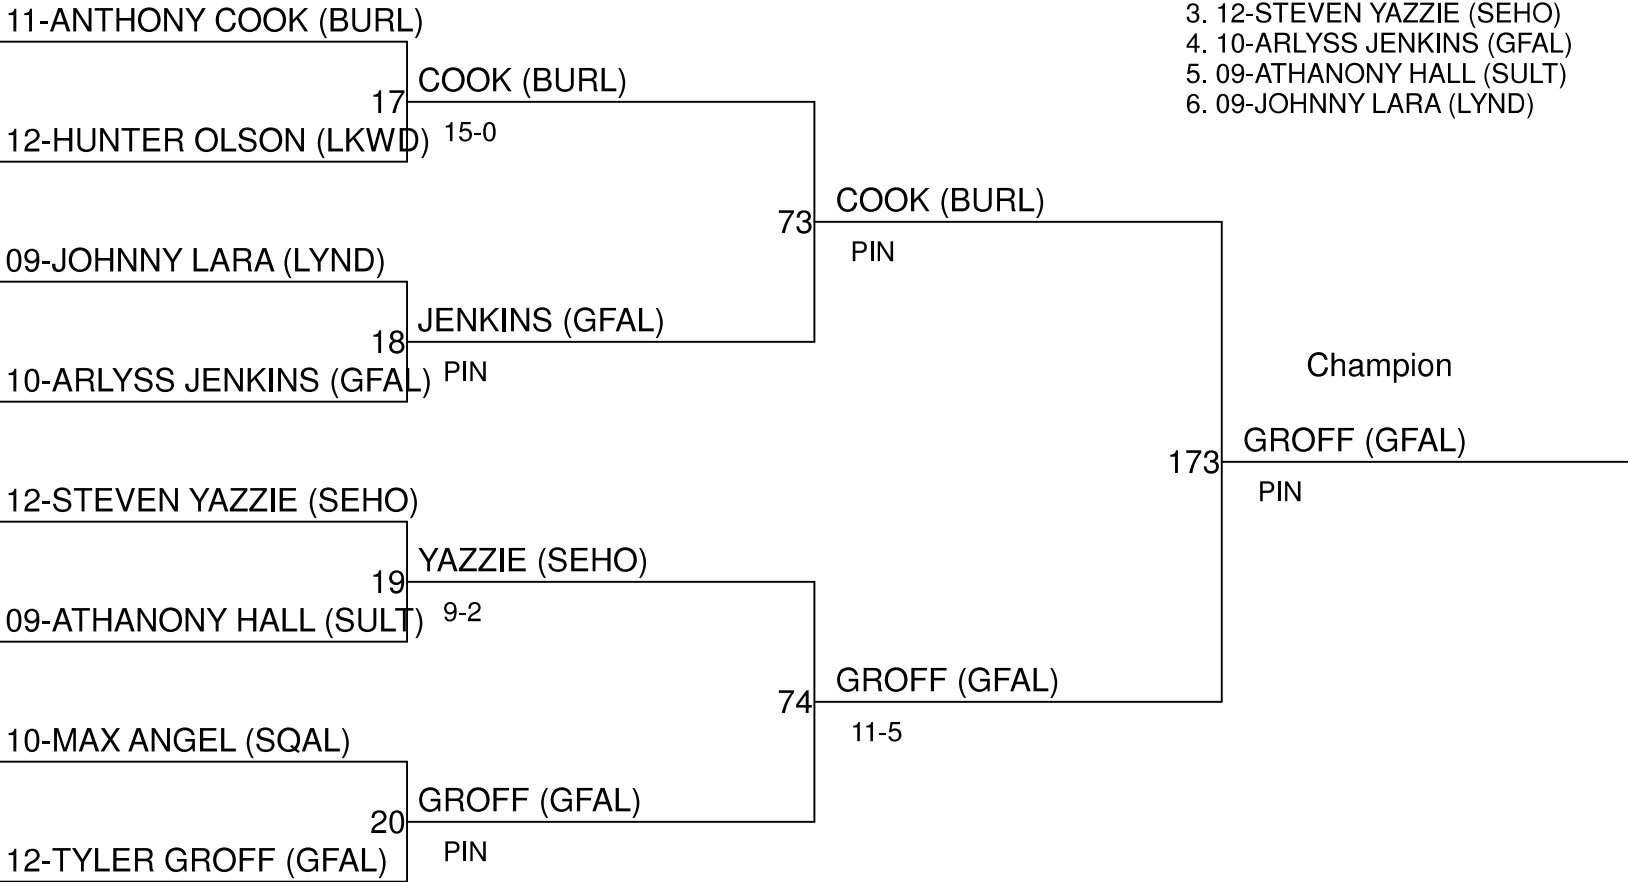 11-ANTHONY COOK (BURL)
3. 12-STEVEN YAZZIE (SEHO)
4. 10-ARLYSS JENKINS (GFAL)
5. 09-ATHANONY HALL (SULT)
6. 09-JOHNNY LARA (LYND)
COOK (BURL)
17
15-0
12-HUNTER OLSON (LKWD)
COOK (BURL)
73
PIN
09-JOHNNY LARA (LYND)
JENKINS (GFAL)
18
PIN
10-ARLYSS JENKINS (GFAL)
Champion
GROFF (GFAL)
173
PIN
12-STEVEN YAZZIE (SEHO)
YAZZIE (SEHO)
19
9-2
09-ATHANONY HALL (SULT)
GROFF (GFAL)
74
11-5
10-MAX ANGEL (SQAL)
GROFF (GFAL)
20
PIN
12-TYLER GROFF (GFAL)